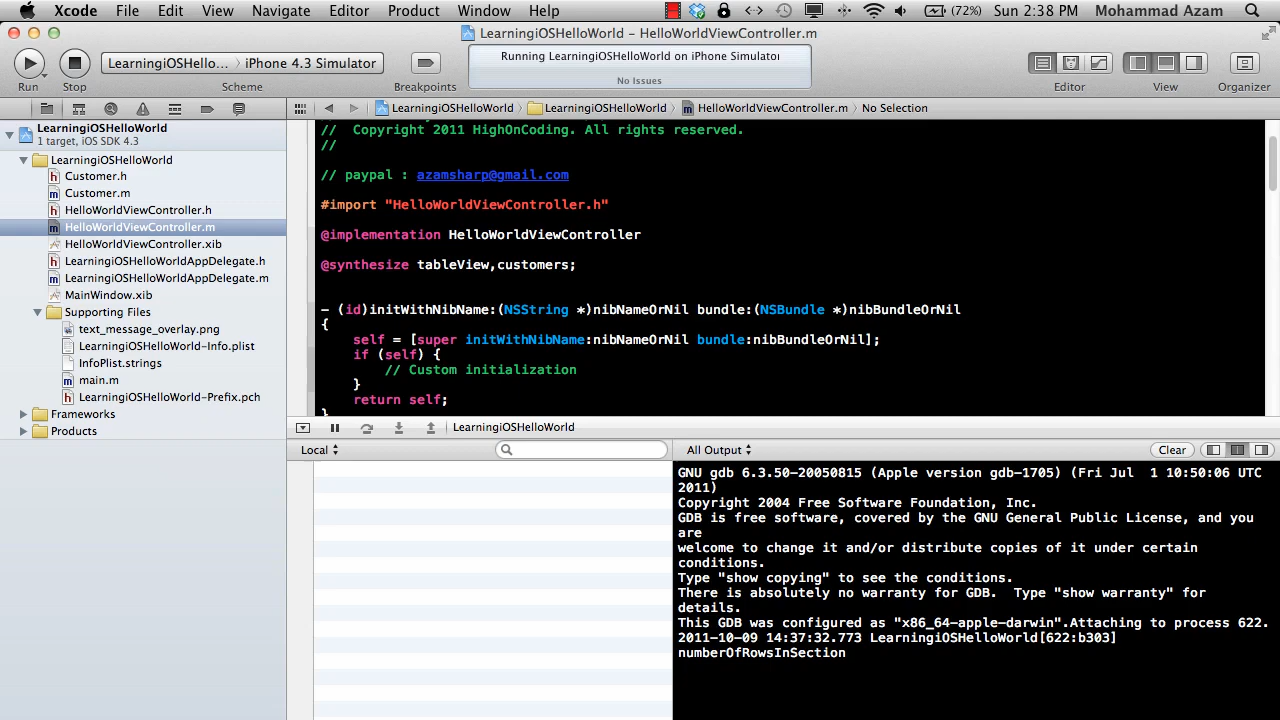 Xcode File Edit View Navigate Editor Product Window Help (72%) Sun 2:38 PM Mohammad Azam
LearningiOSHelloWorld – HelloWorldViewController.m
LearningiOSHello... iPhone 4.3 Simulator
Running LearningiOSHelloWorld on iPhone Simulator
No Issues
Run Stop Scheme Breakpoints Editor View Organizer
LearningiOSHelloWorld LearningiOSHelloWorld HelloWorldViewController.m No Selection
LearningiOSHelloWorld
1 target, iOS SDK 4.3
LearningiOSHelloWorld
Customer.h
Customer.m
HelloWorldViewController.h
HelloWorldViewController.m
HelloWorldViewController.xib
LearningiOSHelloWorldAppDelegate.h
LearningiOSHelloWorldAppDelegate.m
MainWindow.xib
Supporting Files
text_message_overlay.png
LearningiOSHelloWorld-Info.plist
InfoPlist.strings
main.m
LearningiOSHelloWorld-Prefix.pch
Frameworks
Products
// Copyright 2011 HighOnCoding. All rights reserved.
//
// paypal : azamsharp@gmail.com
#import "HelloWorldViewController.h"
@implementation HelloWorldViewController
@synthesize tableView,customers;
- (id)initWithNibName:(NSString *)nibNameOrNil bundle:(NSBundle *)nibBundleOrNil
{
self = [super initWithNibName:nibNameOrNil bundle:nibBundleOrNil];
if (self) {
// Custom initialization
}
return self;
}
LearningiOSHelloWorld
Local
All Output
Clear
GNU gdb 6.3.50-20050815 (Apple version gdb-1705) (Fri Jul 1 10:50:06 UTC
2011)
Copyright 2004 Free Software Foundation, Inc.
GDB is free software, covered by the GNU General Public License, and you
are
welcome to change it and/or distribute copies of it under certain
conditions.
Type "show copying" to see the conditions.
There is absolutely no warranty for GDB. Type "show warranty" for
details.
This GDB was configured as "x86_64-apple-darwin".Attaching to process 622.
2011-10-09 14:37:32.773 LearningiOSHelloWorld[622:b303]
numberOfRowsInSection